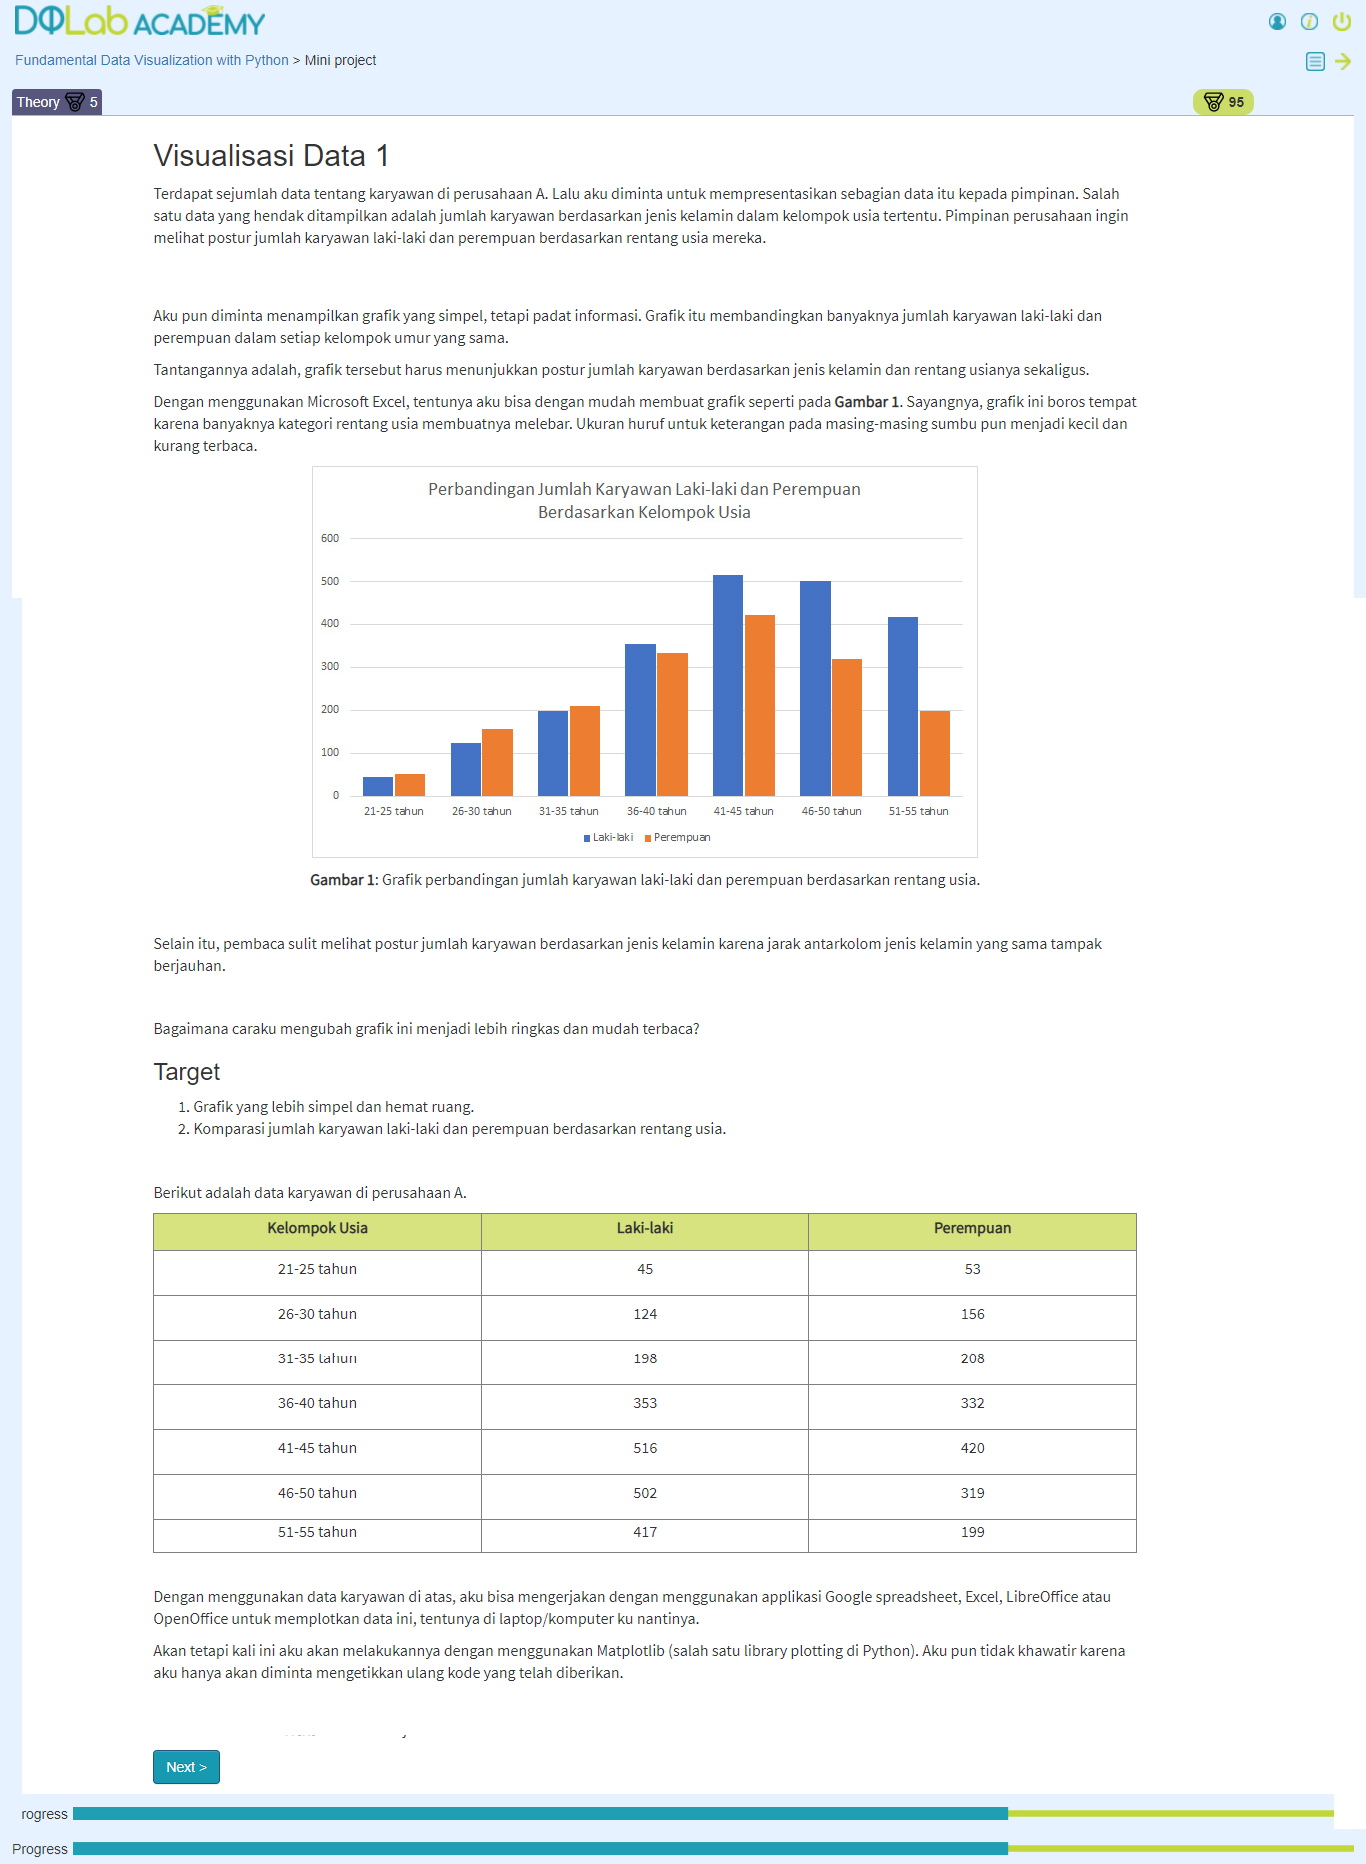 DQLab ACADEMY
Fundamental Data Visualization with Python > Mini project
Theory 5
95
Visualisasi Data 1
Terdapat sejumlah data tentang karyawan di perusahaan A. Lalu aku diminta untuk mempresentasikan sebagian data itu kepada pimpinan. Salah
satu data yang hendak ditampilkan adalah jumlah karyawan berdasarkan jenis kelamin dalam kelompok usia tertentu. Pimpinan perusahaan ingin
melihat postur jumlah karyawan laki-laki dan perempuan berdasarkan rentang usia mereka.
Aku pun diminta menampilkan grafik yang simpel, tetapi padat informasi. Grafik itu membandingkan banyaknya jumlah karyawan laki-laki dan
perempuan dalam setiap kelompok umur yang sama.
Tantangannya adalah, grafik tersebut harus menunjukkan postur jumlah karyawan berdasarkan jenis kelamin dan rentang usianya sekaligus.
Dengan menggunakan Microsoft Excel, tentunya aku bisa dengan mudah membuat grafik seperti pada Gambar 1. Sayangnya, grafik ini boros tempat
karena banyaknya kategori rentang usia membuatnya melebar. Ukuran huruf untuk keterangan pada masing-masing sumbu pun menjadi kecil dan
kurang terbaca.
Perbandingan Jumlah Karyawan Laki-laki dan Perempuan
Berdasarkan Kelompok Usia
600
500
400
300
200
100
0
21-25 tahun 26-30 tahun 31-35 tahun 36-40 tahun 41-45 tahun 46-50 tahun 51-55 tahun
Laki-laki Perempuan
Gambar 1: Grafik perbandingan jumlah karyawan laki-laki dan perempuan berdasarkan rentang usia.
Selain itu, pembaca sulit melihat postur jumlah karyawan berdasarkan jenis kelamin karena jarak antarkolom jenis kelamin yang sama tampak
berjauhan.
Bagaimana caraku mengubah grafik ini menjadi lebih ringkas dan mudah terbaca?
Target
1. Grafik yang lebih simpel dan hemat ruang.
2. Komparasi jumlah karyawan laki-laki dan perempuan berdasarkan rentang usia.
Berikut adalah data karyawan di perusahaan A.
Kelompok Usia Laki-laki Perempuan
21-25 tahun 45 53
26-30 tahun 124 156
31-35 tahun 198 208
36-40 tahun 353 332
41-45 tahun 516 420
46-50 tahun 502 319
51-55 tahun 417 199
Dengan menggunakan data karyawan di atas, aku bisa mengerjakan dengan menggunakan applikasi Google spreadsheet, Excel, LibreOffice atau
OpenOffice untuk memplotkan data ini, tentunya di laptop/komputer ku nantinya.
Akan tetapi kali ini aku akan melakukannya dengan menggunakan Matplotlib (salah satu library plotting di Python). Aku pun tidak khawatir karena
aku hanya akan diminta mengetikkan ulang kode yang telah diberikan.
Next >
rogress
Progress